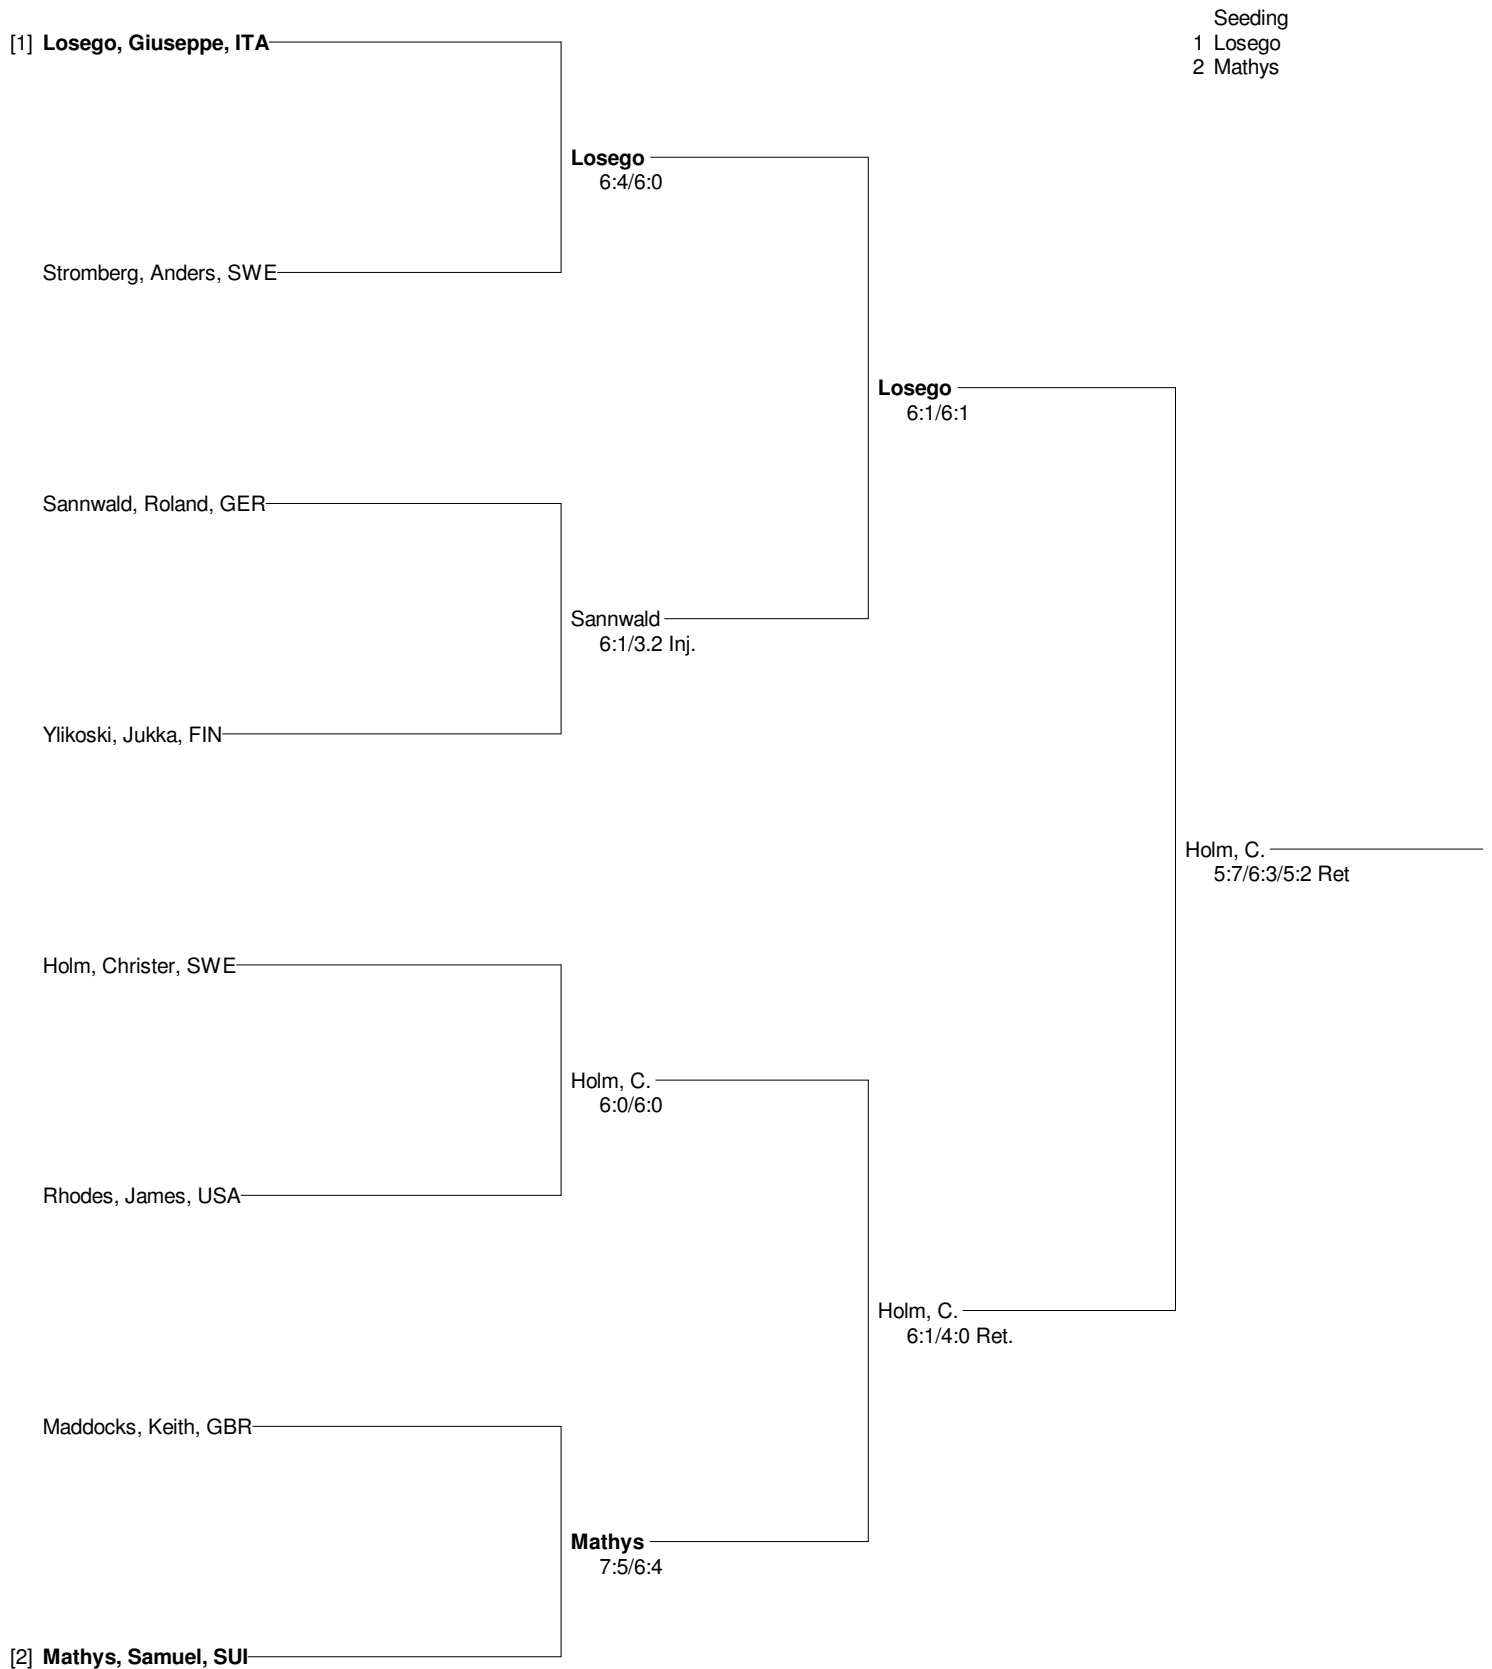 Seeding
1 Losego
2 Mathys
[1] Losego, Giuseppe, ITA
Losego
6:4/6:0
Stromberg, Anders, SWE
Losego
6:1/6:1
Sannwald, Roland, GER
Sannwald
6:1/3.2 Inj.
Ylikoski, Jukka, FIN
Holm, C.
5:7/6:3/5:2 Ret
Holm, Christer, SWE
Holm, C.
6:0/6:0
Rhodes, James, USA
Holm, C.
6:1/4:0 Ret.
Maddocks, Keith, GBR
Mathys
7:5/6:4
[2] Mathys, Samuel, SUI